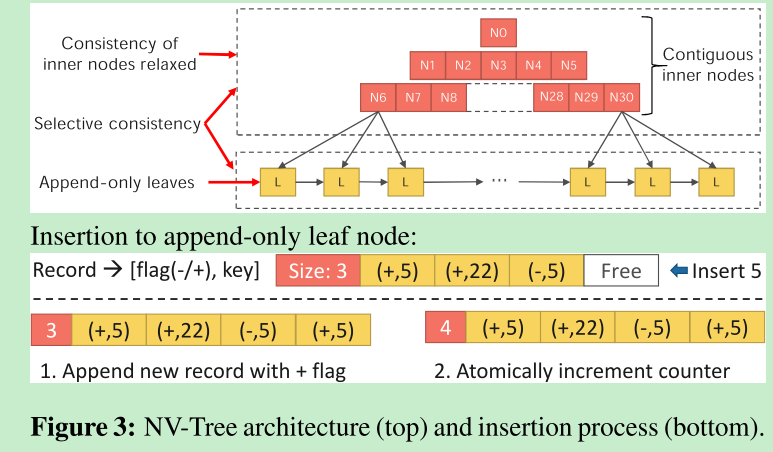 N0
Consistency of
inner nodes relaxed
N1 N2 N3 N4 N5
Contiguous
inner nodes
N6 N7 N8 N28 N29 N30
Selective consistency
Append-only leaves
L L L ... L L L
Insertion to append-only leaf node:
Record → [flag(-/+), key] Size: 3 (+,5) (+,22) (-,5) Free Insert 5
3 (+,5) (+,22) (-,5) (+,5) 4 (+,5) (+,22) (-,5) (+,5)
1. Append new record with + flag 2. Atomically increment counter
Figure 3: NV-Tree architecture (top) and insertion process (bottom).